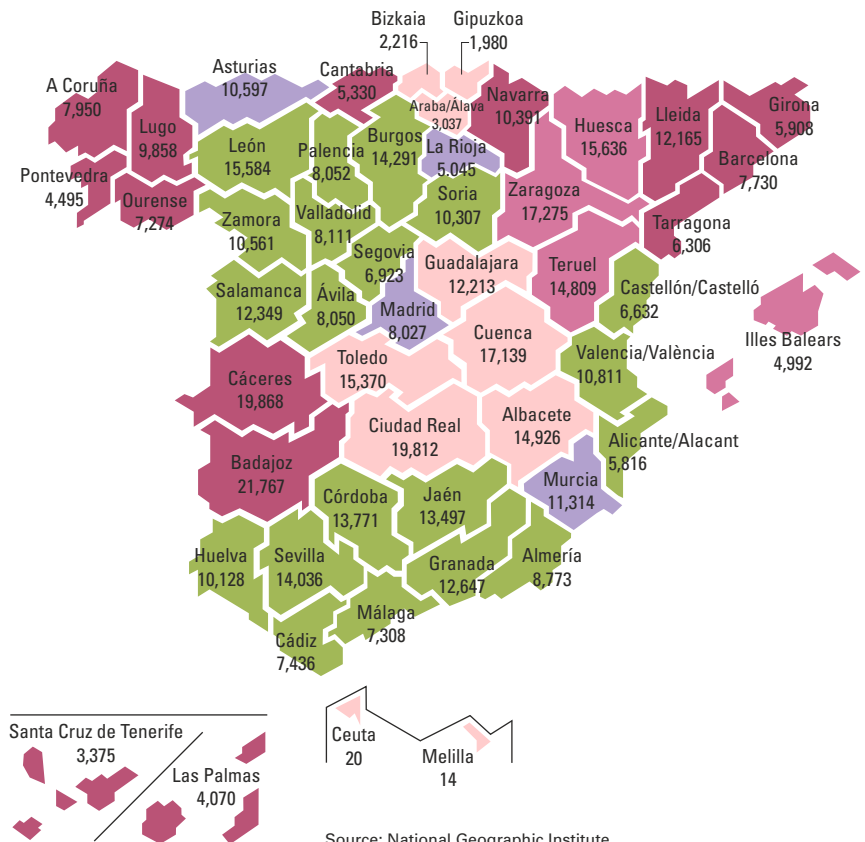 Bizkaia
2,216
Gipuzkoa
1,980
Asturias
10,597
Cantabria
5,330
A Coruña
7,950
Lugo
9,858
Araba/Álava
3,037
Navarra
10,391
Huesca
15,636
Lleida
12,165
Girona
5,908
León
15,584
Palencia
8,052
Burgos
14,291
La Rioja
5.045
Barcelona
7,730
Pontevedra
4,495
Ourense
7,274
Soria
10,307
Zaragoza
17,275
Zamora
10,561
Valladolid
8,111
Tarragona
6,306
Segovia
6,923
Guadalajara
12,213
Teruel
14,809
Castellón/Castelló
6,632
Salamanca
12,349
Ávila
8,050
Madrid
8,027
Cuenca
17,139
Illes Balears
4,992
Toledo
15,370
Valencia/València
10,811
Cáceres
19,868
Ciudad Real
19,812
Albacete
14,926
Alicante/Alacant
5,816
Badajoz
21,767
Murcia
11,314
Córdoba
13,771
Jaén
13,497
Huelva
10,128
Sevilla
14,036
Granada
12,647
Almería
8,773
Málaga
7,308
Cádiz
7,436
Santa Cruz de Tenerife
3,375
Las Palmas
4,070
Ceuta
20
Melilla
14
Source: National Geographic Institute